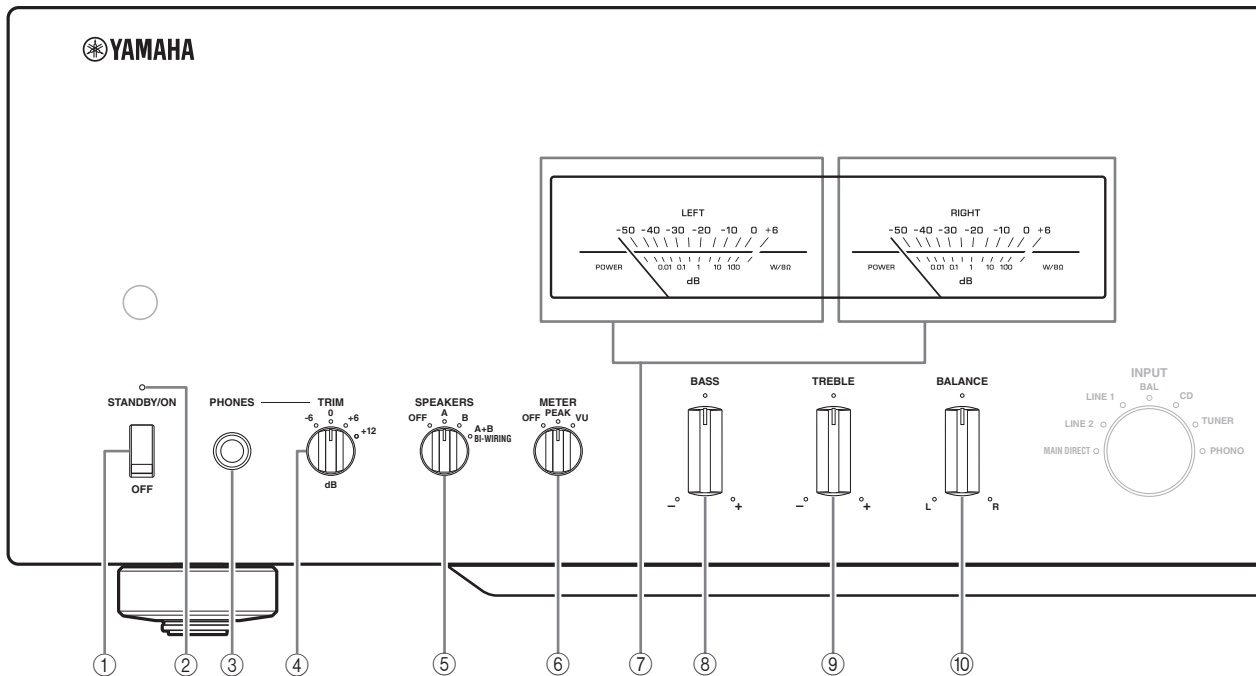 YAMAHA
LEFT
-50 -40 -30 -20 -10 0 +6
POWER 0.01 0.1 1 10 100 W/8Ω
dB
RIGHT
-50 -40 -30 -20 -10 0 +6
POWER 0.01 0.1 1 10 100 W/8Ω
dB
STANDBY/ON
OFF
PHONES
TRIM
-6 0 +6 +12
dB
SPEAKERS
OFF A B A+B
BI-WIRING
METER
OFF PEAK VU
BASS
– +
TREBLE
– +
BALANCE
L R
INPUT
BAL
LINE 1 CD
LINE 2 TUNER
MAIN DIRECT PHONO
① ② ③ ④ ⑤ ⑥ ⑦ ⑧ ⑨ ⑩